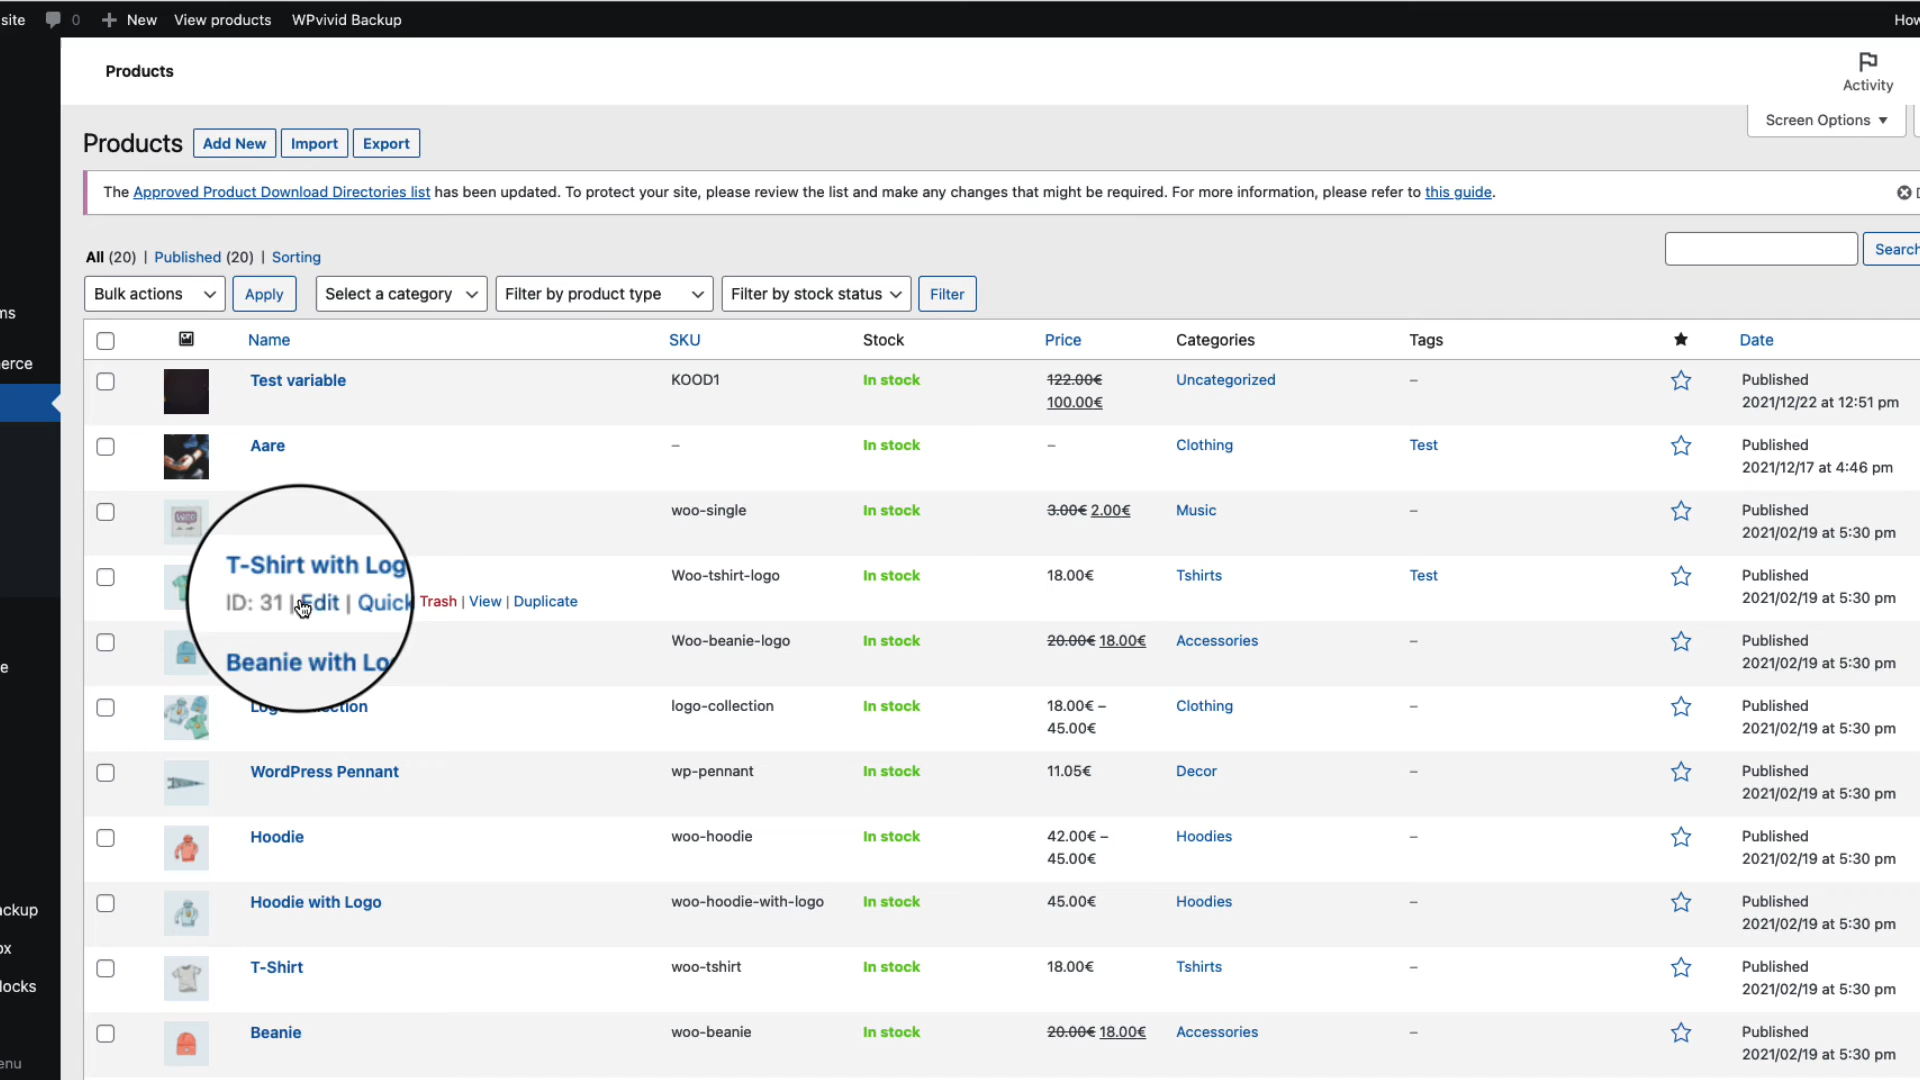 site 0 + New View products WPvivid Backup How
Products
Activity
Screen Options
Products Add New Import Export
The Approved Product Download Directories list has been updated. To protect your site, please review the list and make any changes that might be required. For more information, please refer to this guide.
All (20) | Published (20) | Sorting
Search
Bulk actions Apply Select a category Filter by product type Filter by stock status Filter
Name SKU Stock Price Categories Tags Date
Test variable KOOD1 In stock 122.00€ Uncategorized – Published
100.00€ 2021/12/22 at 12:51 pm
Aare – In stock – Clothing Test Published
2021/12/17 at 4:46 pm
woo-single In stock 3.00€ 2.00€ Music – Published
2021/02/19 at 5:30 pm
T-Shirt with Log Woo-tshirt-logo In stock 18.00€ Tshirts Test Published
ID: 31 | Edit | Quick Trash | View | Duplicate 2021/02/19 at 5:30 pm
Beanie with Lo Woo-beanie-logo In stock 20.00€ 18.00€ Accessories – Published
2021/02/19 at 5:30 pm
logo-collection In stock 18.00€ – Clothing – Published
45.00€ 2021/02/19 at 5:30 pm
WordPress Pennant wp-pennant In stock 11.05€ Decor – Published
2021/02/19 at 5:30 pm
Hoodie woo-hoodie In stock 42.00€ – Hoodies – Published
45.00€ 2021/02/19 at 5:30 pm
Hoodie with Logo woo-hoodie-with-logo In stock 45.00€ Hoodies – Published
2021/02/19 at 5:30 pm
T-Shirt woo-tshirt In stock 18.00€ Tshirts – Published
2021/02/19 at 5:30 pm
Beanie woo-beanie In stock 20.00€ 18.00€ Accessories – Published
2021/02/19 at 5:30 pm
ms
erce
e
ackup
ox
locks
enu